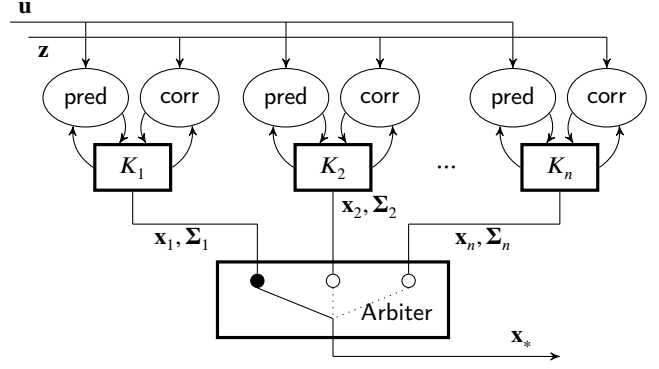 u
z
pred corr pred corr pred corr
K₁ K₂ ... Kₙ
x₂, Σ₂
x₁, Σ₁ xₙ, Σₙ
Arbiter
x*